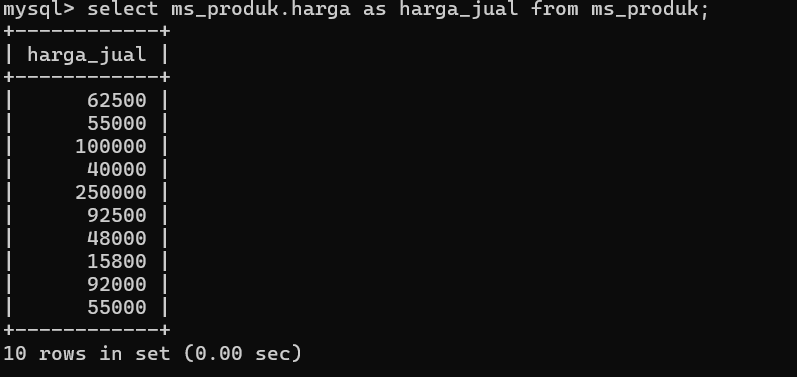 mysql> select ms_produk.harga as harga_jual from ms_produk;
+------------+
| harga_jual |
+------------+
|      62500 |
|      55000 |
|     100000 |
|      40000 |
|     250000 |
|      92500 |
|      48000 |
|      15800 |
|      92000 |
|      55000 |
+------------+
10 rows in set (0.00 sec)